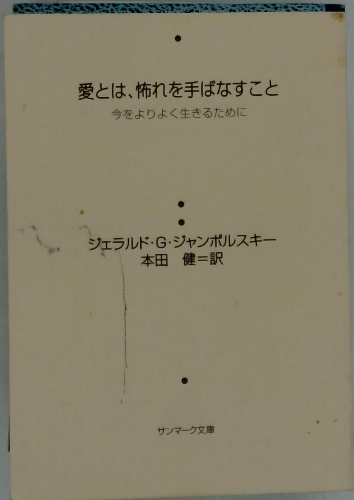 愛とは、怖れを手ばなすこと
今をよりよく生きるために
ジェラルド・G・ジャンポルスキー
本田 健＝訳
サンマーク文庫